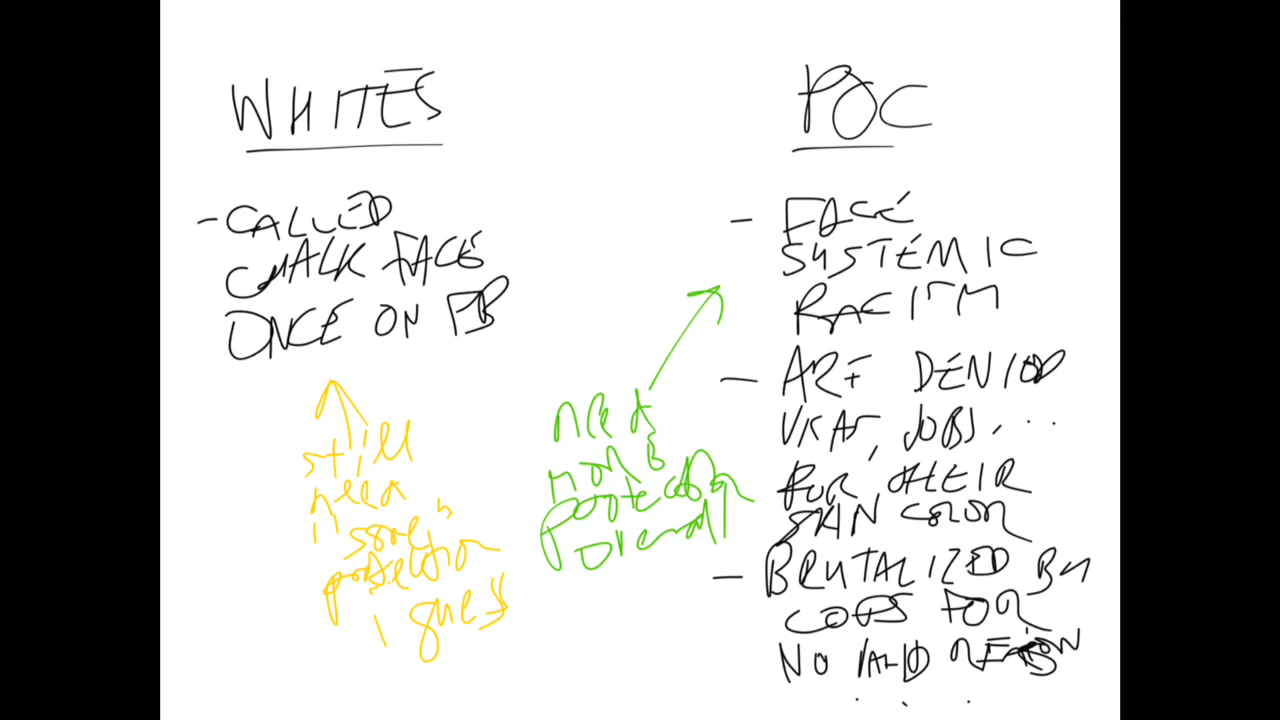 WHITES
- CALLED
CHALK FACE
ONCE ON FB
still
need
"some"
protection
i guess
need
more
protection
overall
POC
- FACE
SYSTEMIC
RACISM
- ARE DENIED
VISAS, JOBS, ...
FOR THEIR
SKIN COLOR
- BRUTALIZED BY
COPS FOR
NO VALID REASON
. . .